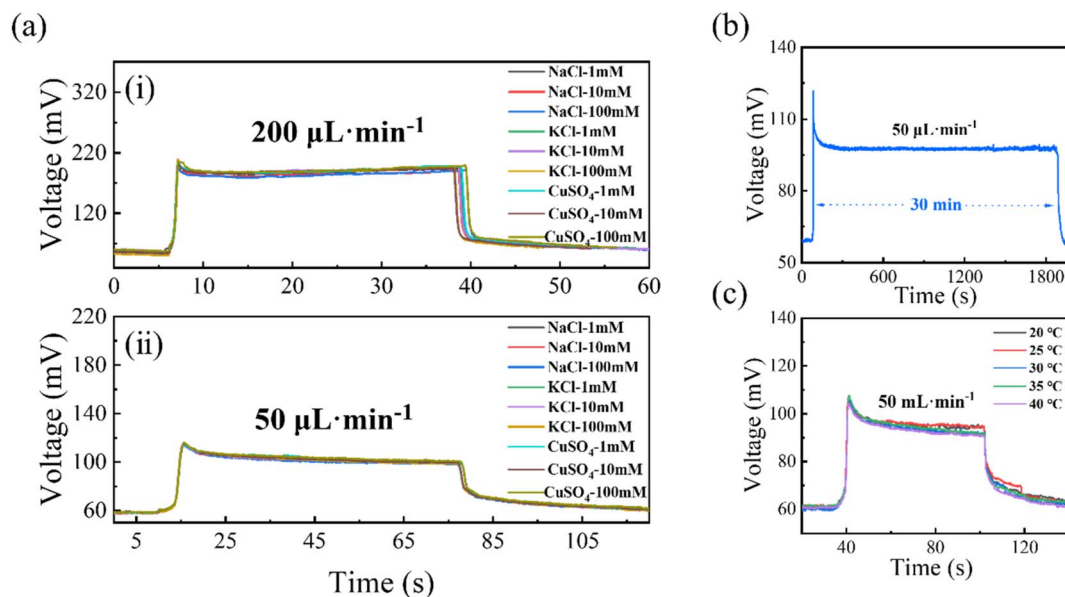 (a)
(i)
200 μL·min⁻¹
Voltage (mV)
320
240
160
80
NaCl-1mM
NaCl-10mM
NaCl-100mM
KCl-1mM
KCl-10mM
KCl-100mM
CuSO₄-1mM
CuSO₄-10mM
CuSO₄-100mM
0 10 20 30 40 50 60
(ii)
50 μL·min⁻¹
Voltage (mV)
220
180
140
100
60
NaCl-1mM
NaCl-10mM
NaCl-100mM
KCl-1mM
KCl-10mM
KCl-100mM
CuSO₄-1mM
CuSO₄-10mM
CuSO₄-100mM
5 25 45 65 85 105
Time (s)
(b)
Voltage (mV)
140
110
80
50
50 μL·min⁻¹
30 min
0 600 1200 1800
Time (s)
(c)
Voltage (mV)
140
120
100
80
60
50 mL·min⁻¹
20 °C
25 °C
30 °C
35 °C
40 °C
40 80 120
Time (s)